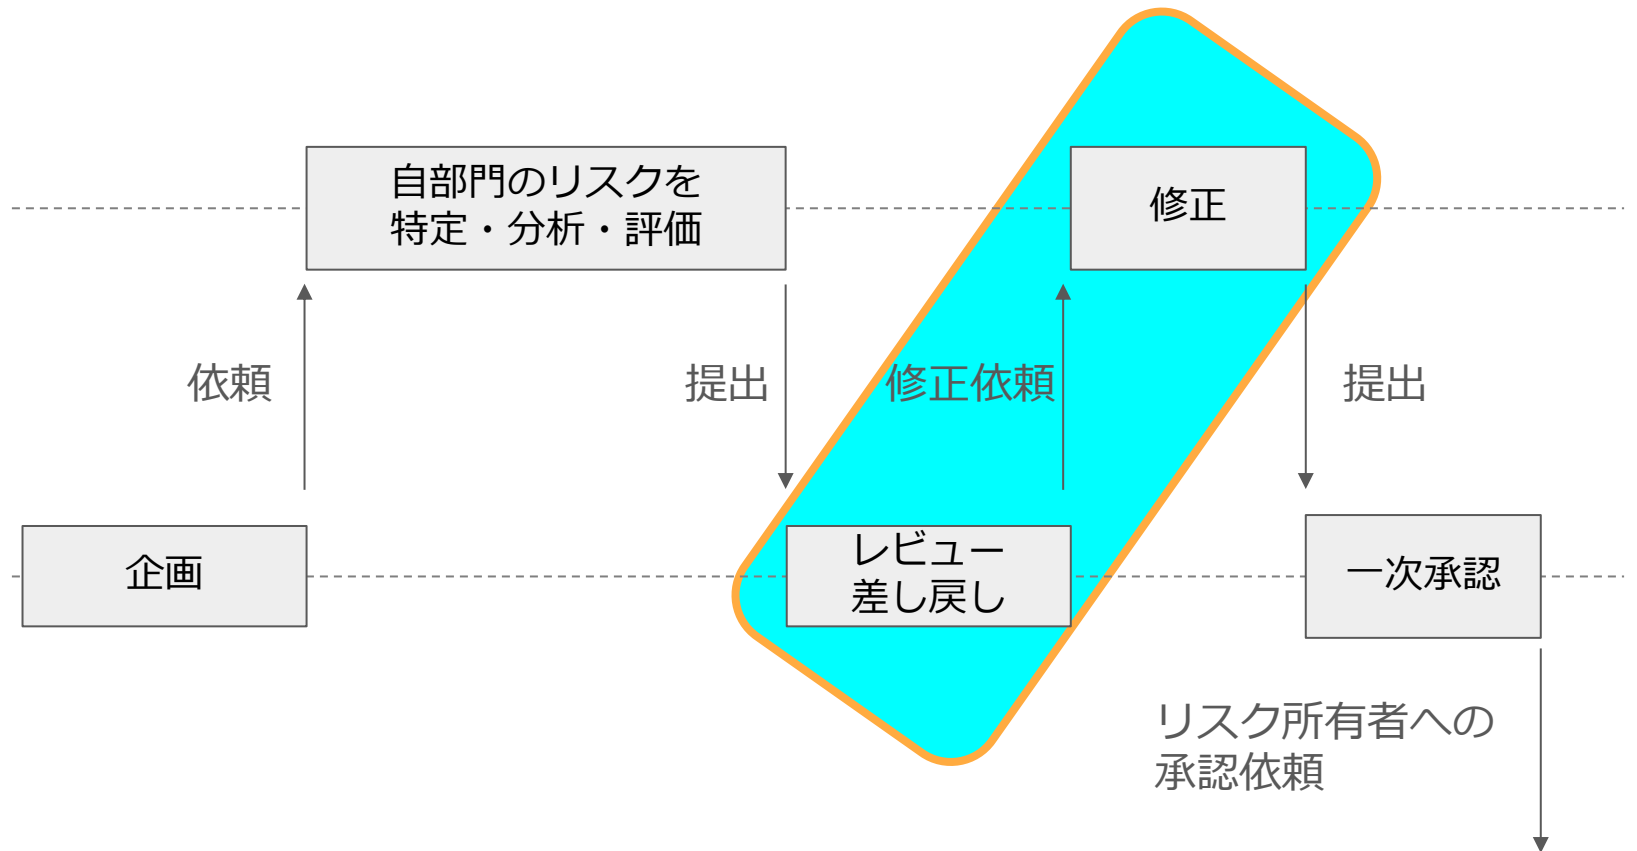 自部門のリスクを
特定・分析・評価
修正
依頼
提出
修正依頼
提出
企画
レビュー
差し戻し
一次承認
リスク所有者への
承認依頼